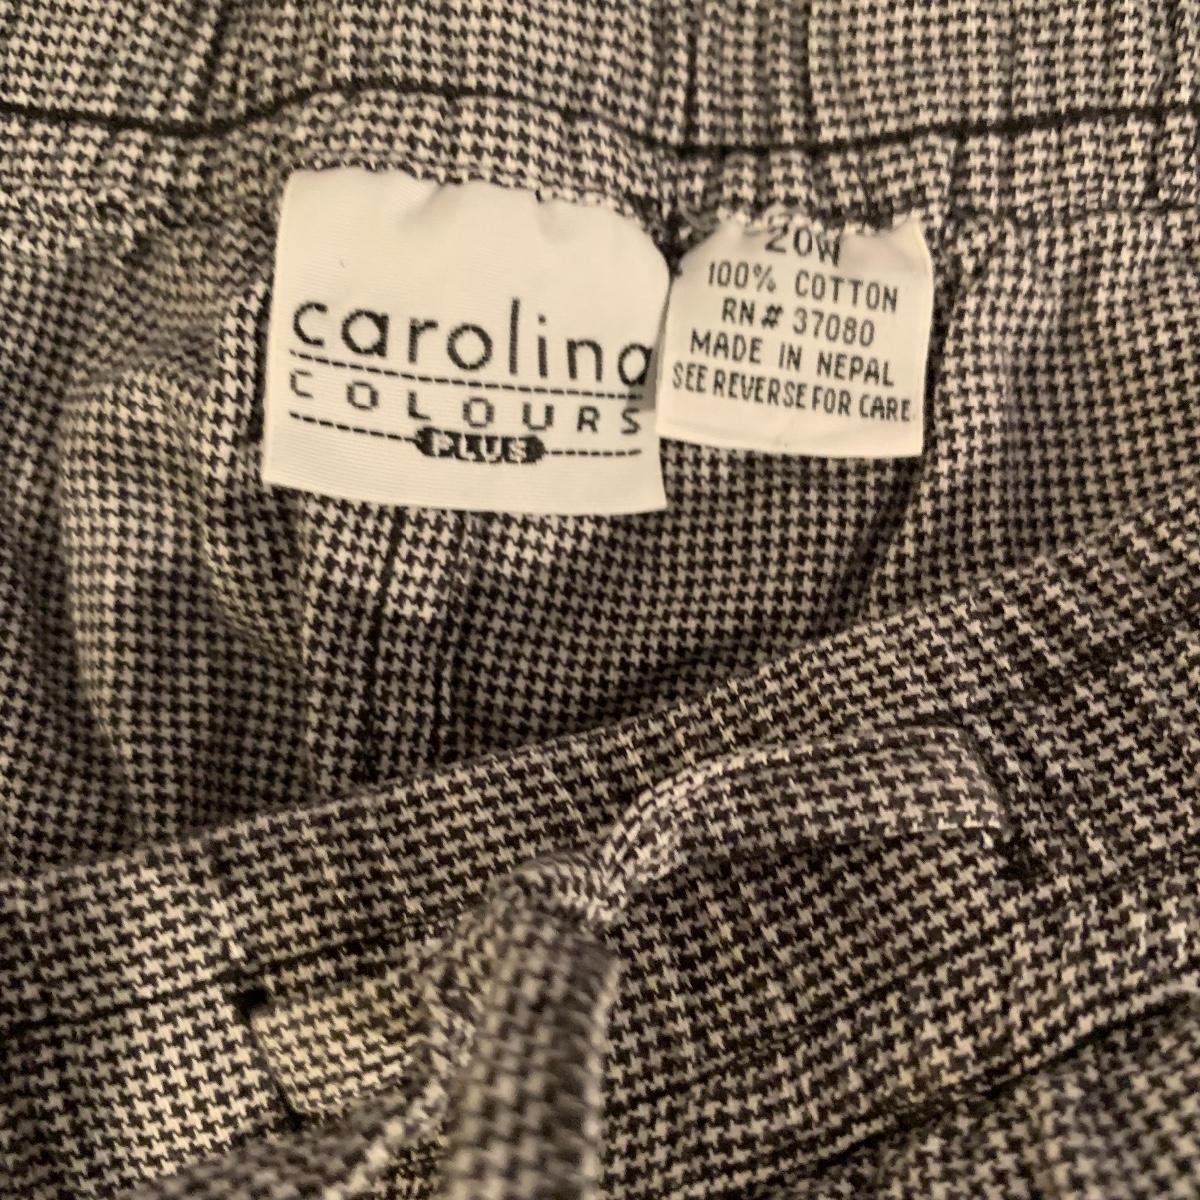 carolina
COLOURS
PLUS
20W
100% COTTON
RN# 37080
MADE IN NEPAL
SEE REVERSE FOR CARE